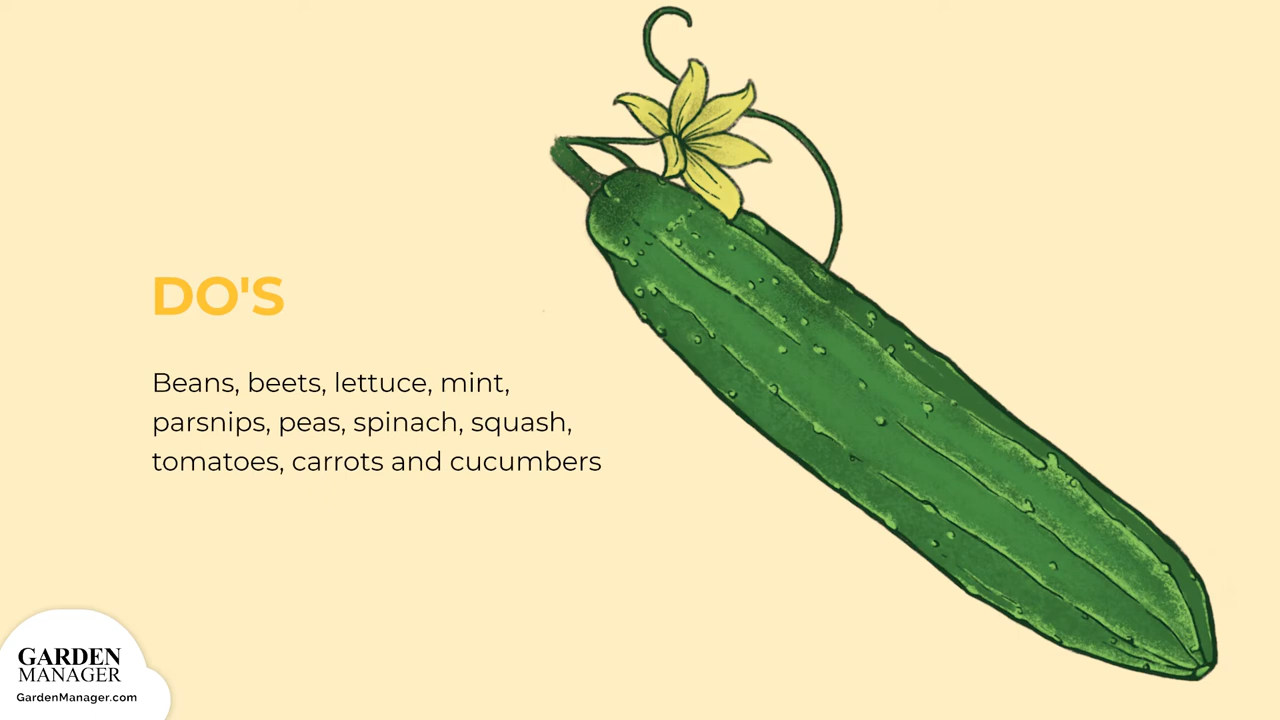 DO'S
Beans, beets, lettuce, mint,
parsnips, peas, spinach, squash,
tomatoes, carrots and cucumbers
GARDEN
MANAGER
GardenManager.com